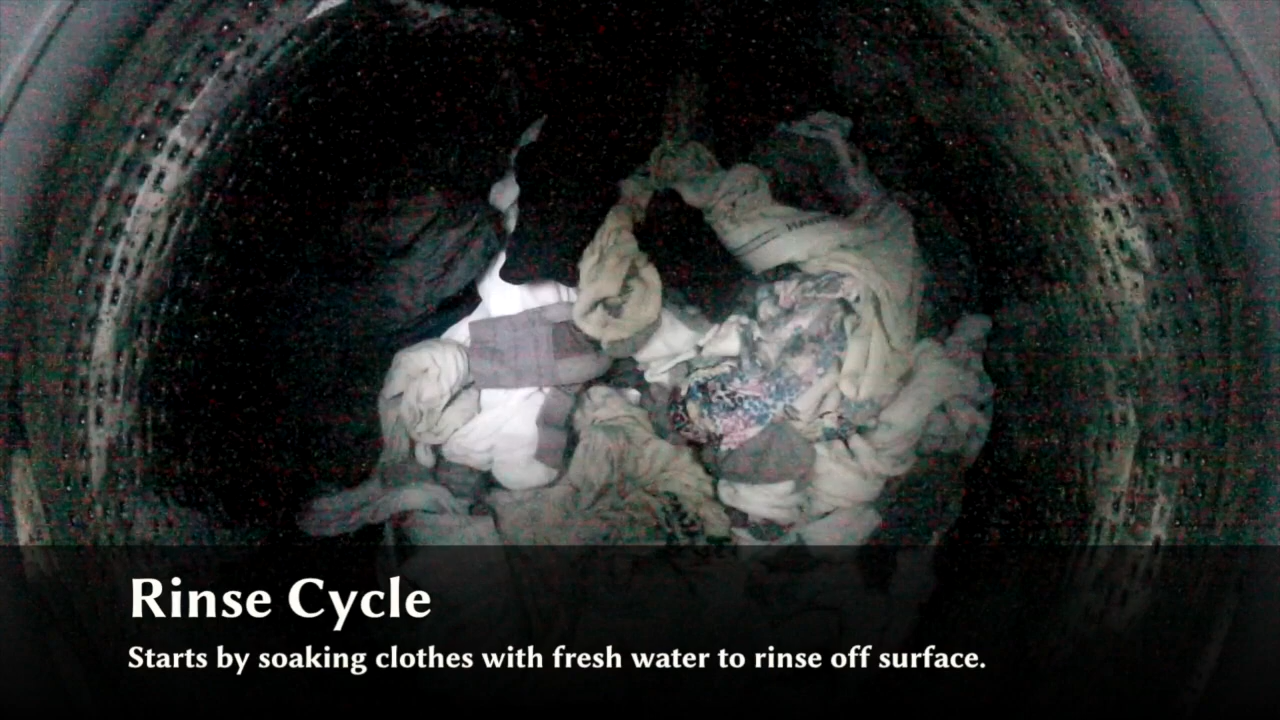 Rinse Cycle
Starts by soaking clothes with fresh water to rinse off surface.